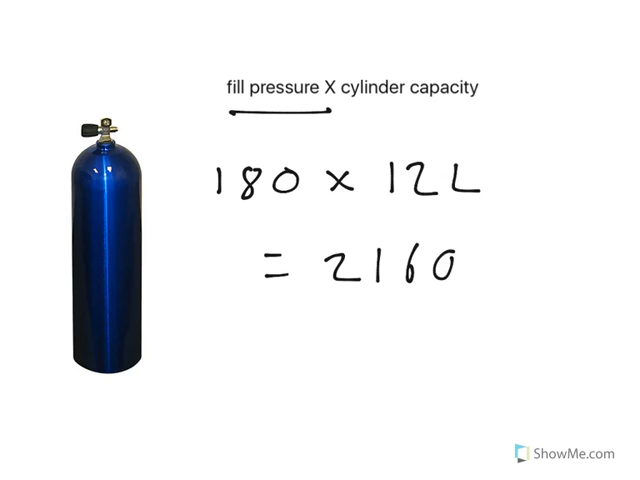 fill pressure X cylinder capacity
180 x 12L
= 2160
ShowMe.com